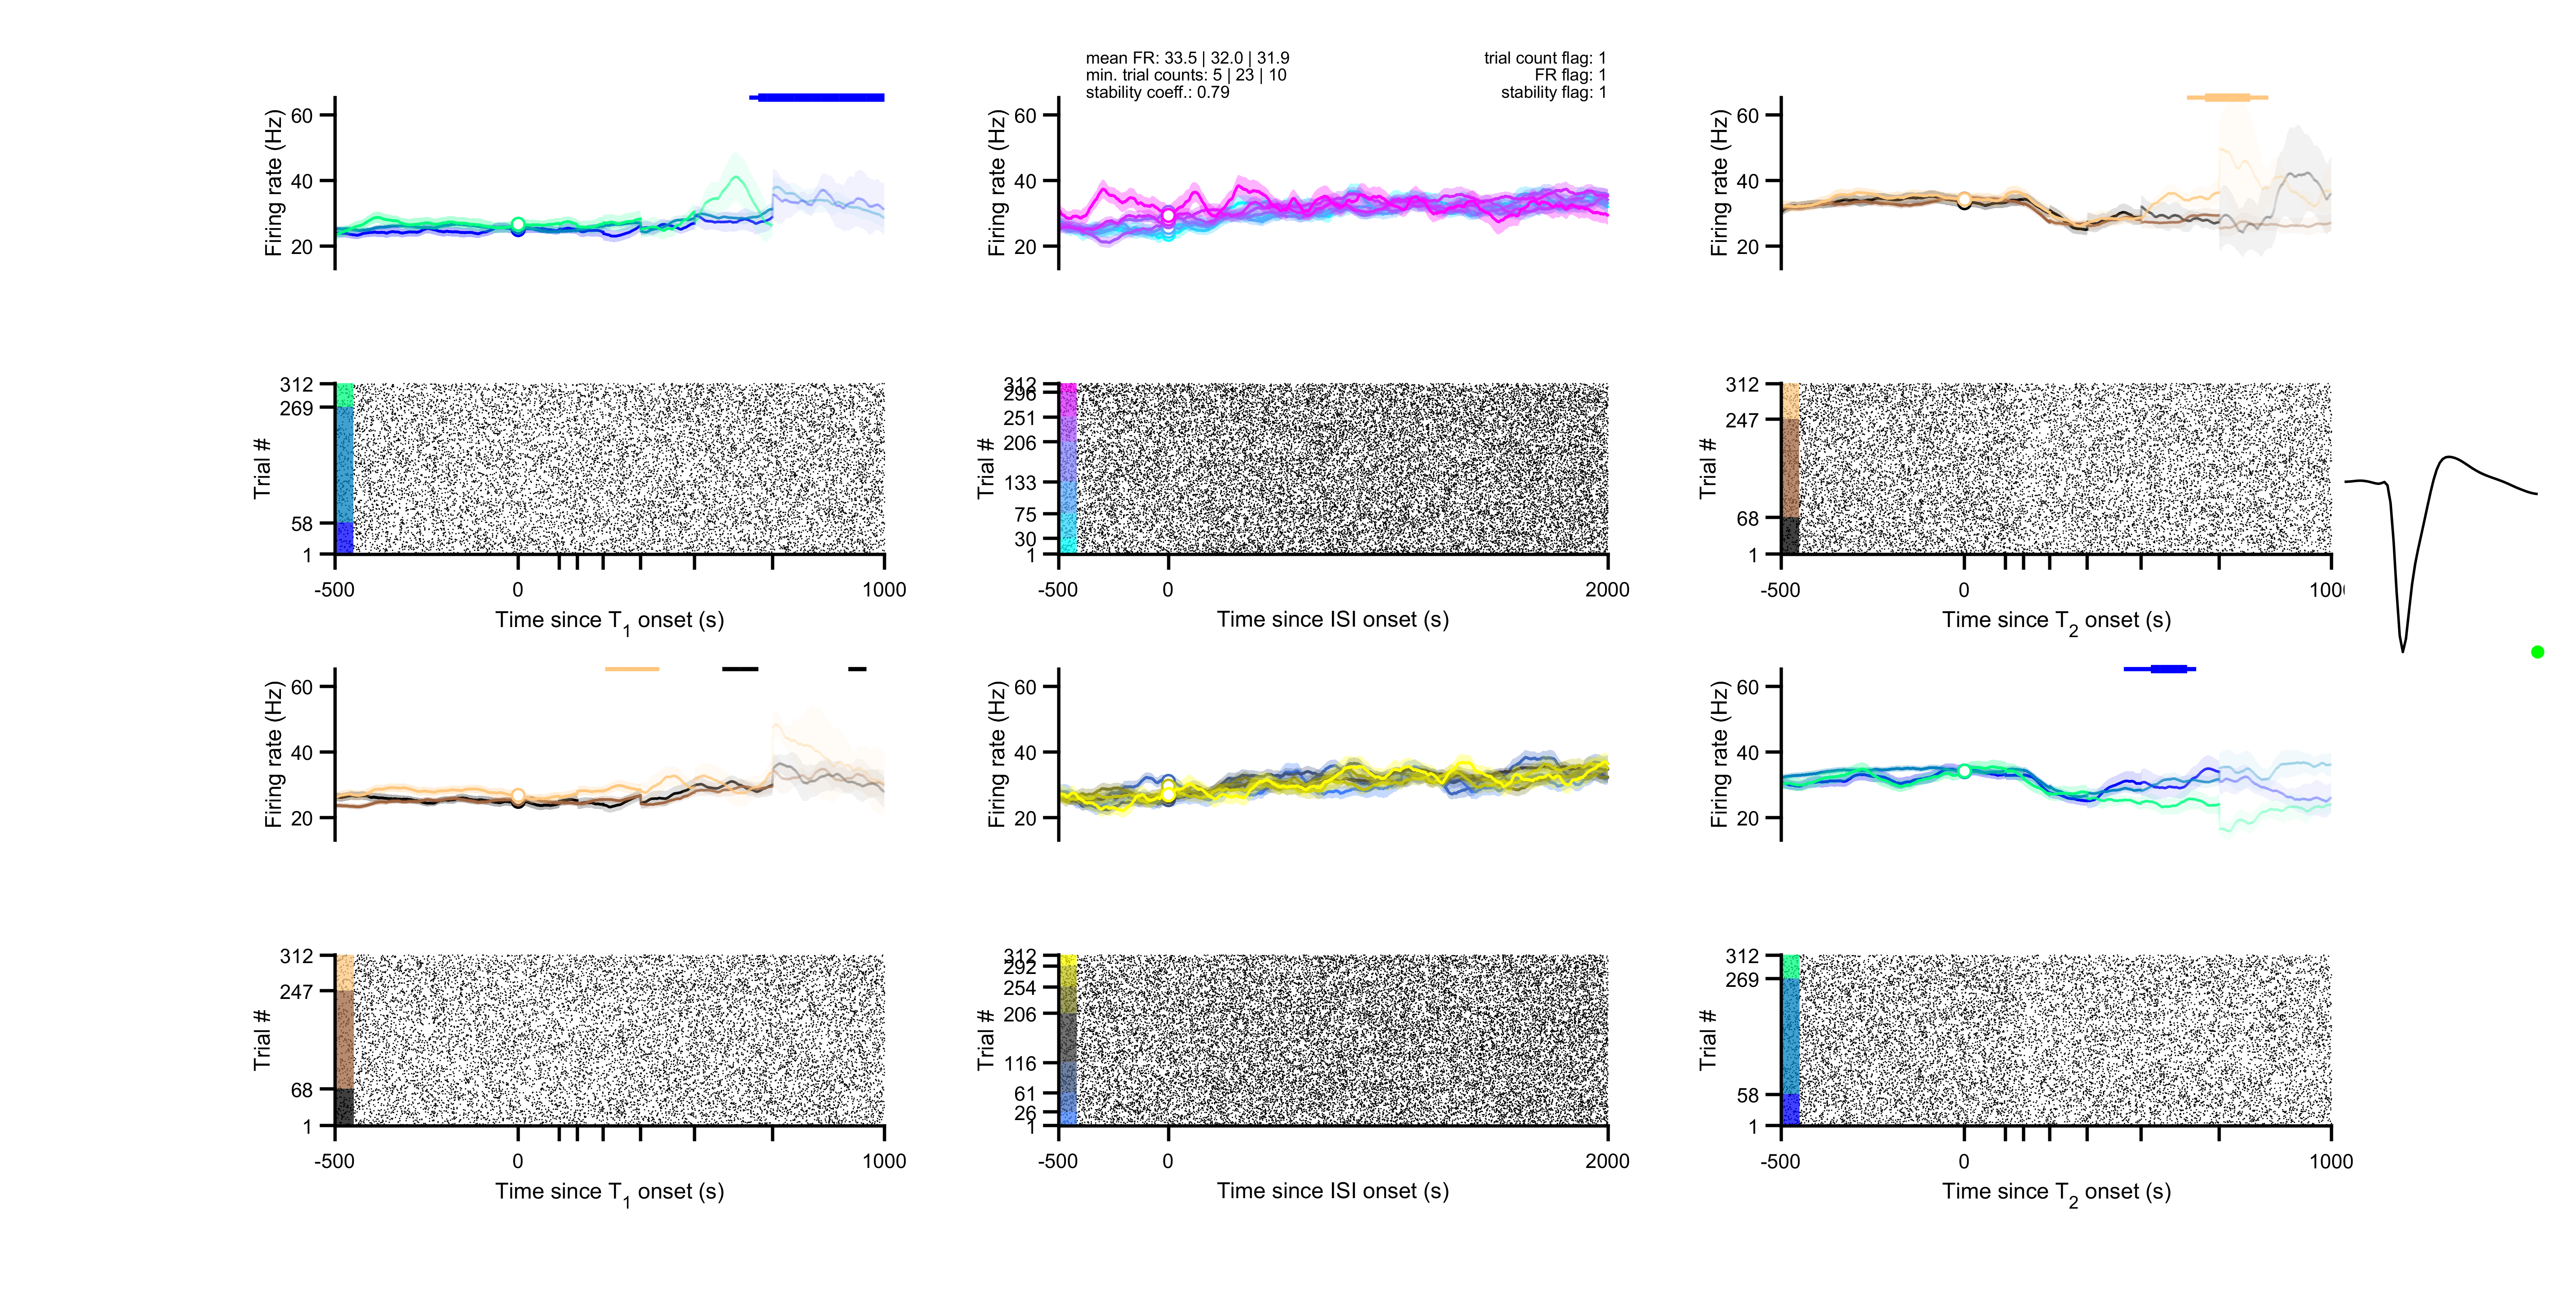 mean FR: 33.5 | 32.0 | 31.9
min. trial counts: 5 | 23 | 10
stability coeff.: 0.79
trial count flag: 1
FR flag: 1
stability flag: 1
Firing rate (Hz)
60
40
20
Firing rate (Hz)
60
40
20
Firing rate (Hz)
60
40
20
Trial #
312
269
58
1
-500
0
1000
Time since T1 onset (s)
Trial #
312
296
251
206
133
75
30
1
-500
0
2000
Time since ISI onset (s)
Trial #
312
247
68
1
-500
0
Time since T2 onset (s)
Firing rate (Hz)
60
40
20
Firing rate (Hz)
60
40
20
Firing rate (Hz)
60
40
20
Trial #
312
247
68
1
-500
0
1000
Time since T1 onset (s)
Trial #
312
292
254
206
116
61
26
1
-500
0
2000
Time since ISI onset (s)
Trial #
312
269
58
1
-500
0
1000
Time since T2 onset (s)